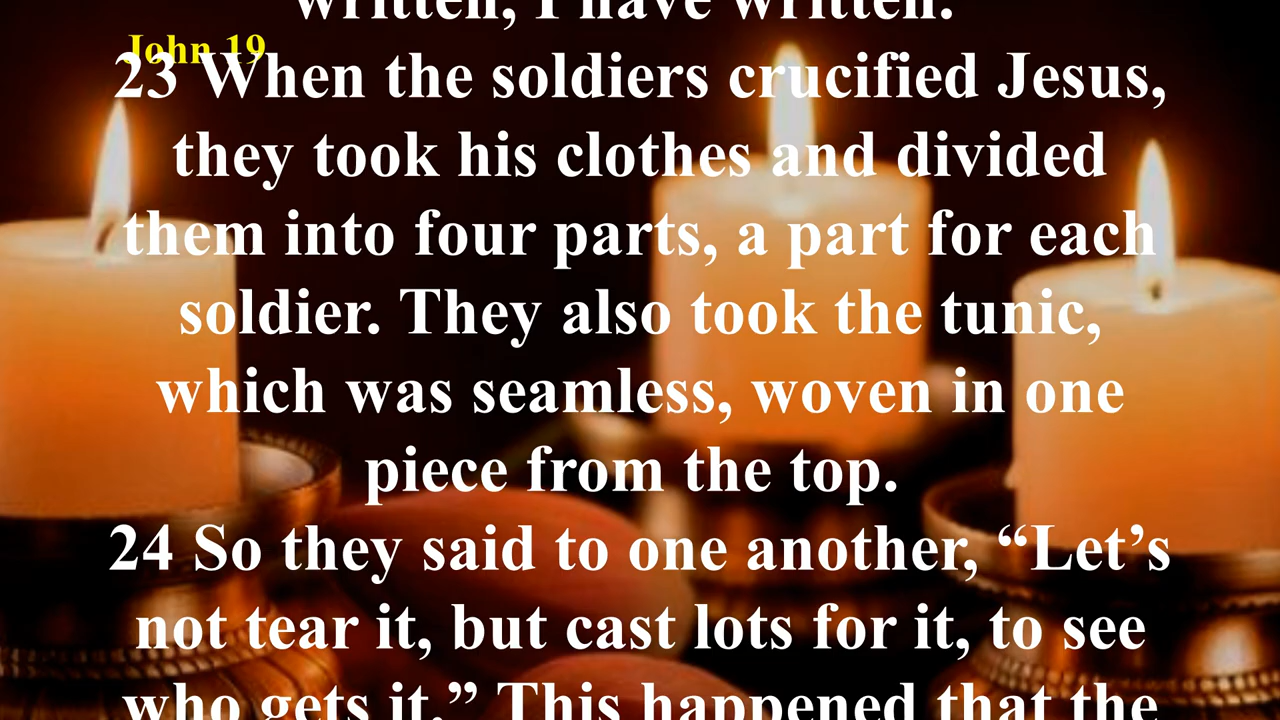 written, I have written.
John 19
23 When the soldiers crucified Jesus,
they took his clothes and divided
them into four parts, a part for each
soldier. They also took the tunic,
which was seamless, woven in one
piece from the top.
24 So they said to one another, “Let’s
not tear it, but cast lots for it, to see
who gets it.” This happened that the